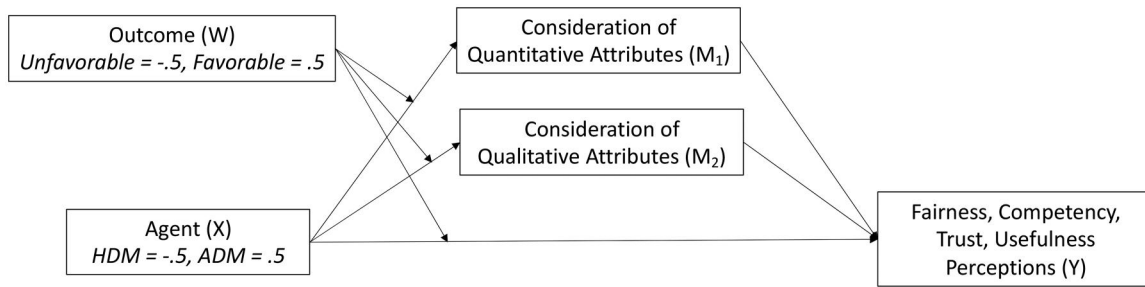 Outcome (W)
Unfavorable = -.5, Favorable = .5
Consideration of
Quantitative Attributes (M₁)
Consideration of
Qualitative Attributes (M₂)
Agent (X)
HDM = -.5, ADM = .5
Fairness, Competency,
Trust, Usefulness
Perceptions (Y)